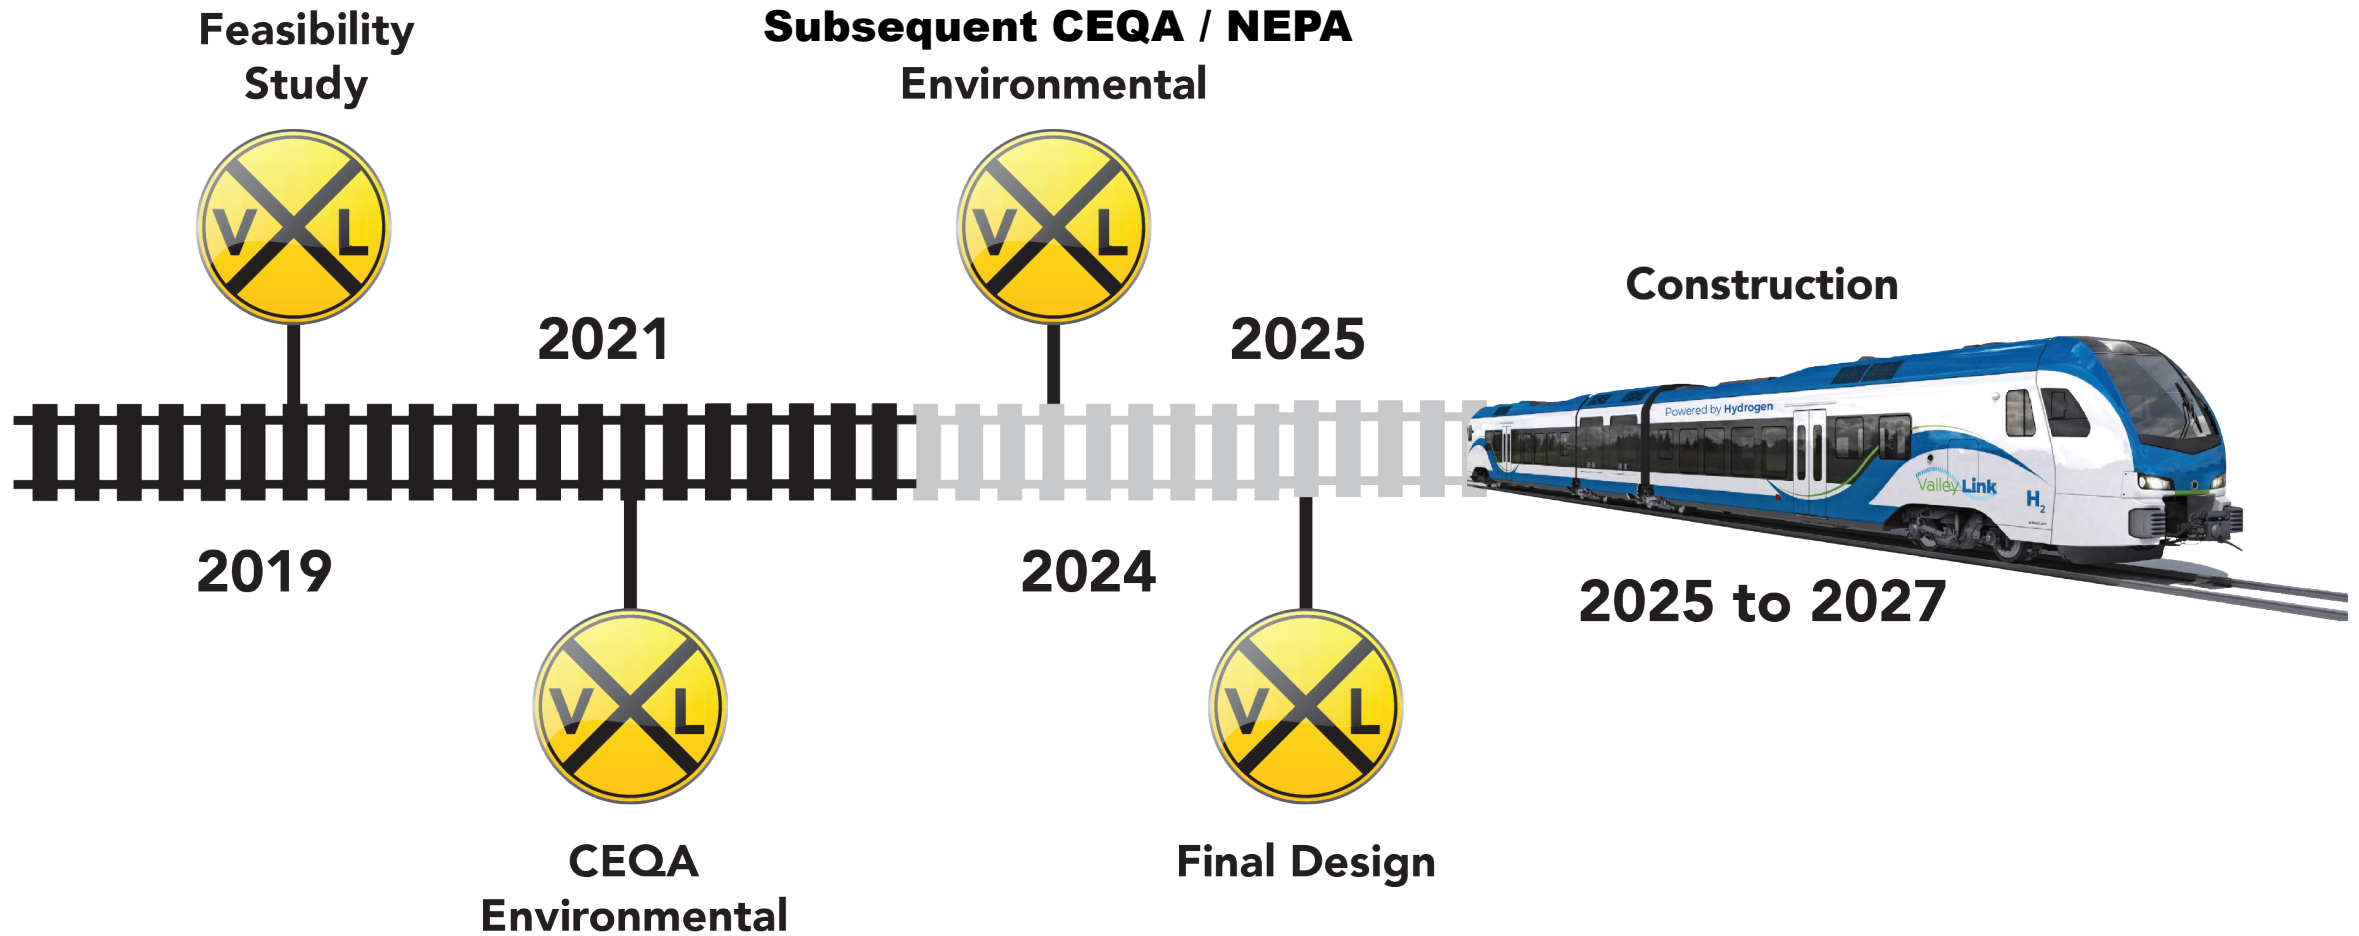 Feasibility
Study
Subsequent CEQA / NEPA
Environmental
V L
V L
Construction
2021
2025
Powered by Hydrogen
Valley Link
H2
2019
2024
2025 to 2027
V L
V L
CEQA
Environmental
Final Design